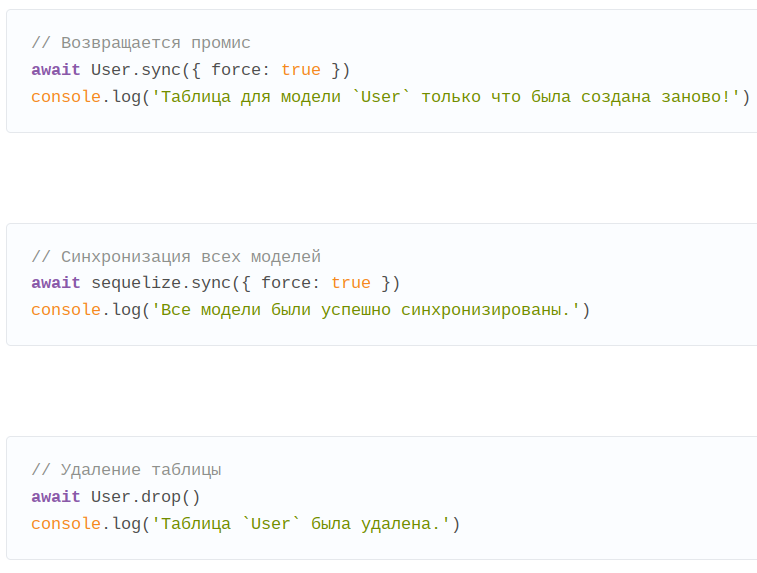 // Возвращается промис
await User.sync({ force: true })
console.log('Таблица для модели `User` только что была создана заново!')
// Синхронизация всех моделей
await sequelize.sync({ force: true })
console.log('Все модели были успешно синхронизированы.')
// Удаление таблицы
await User.drop()
console.log('Таблица `User` была удалена.')